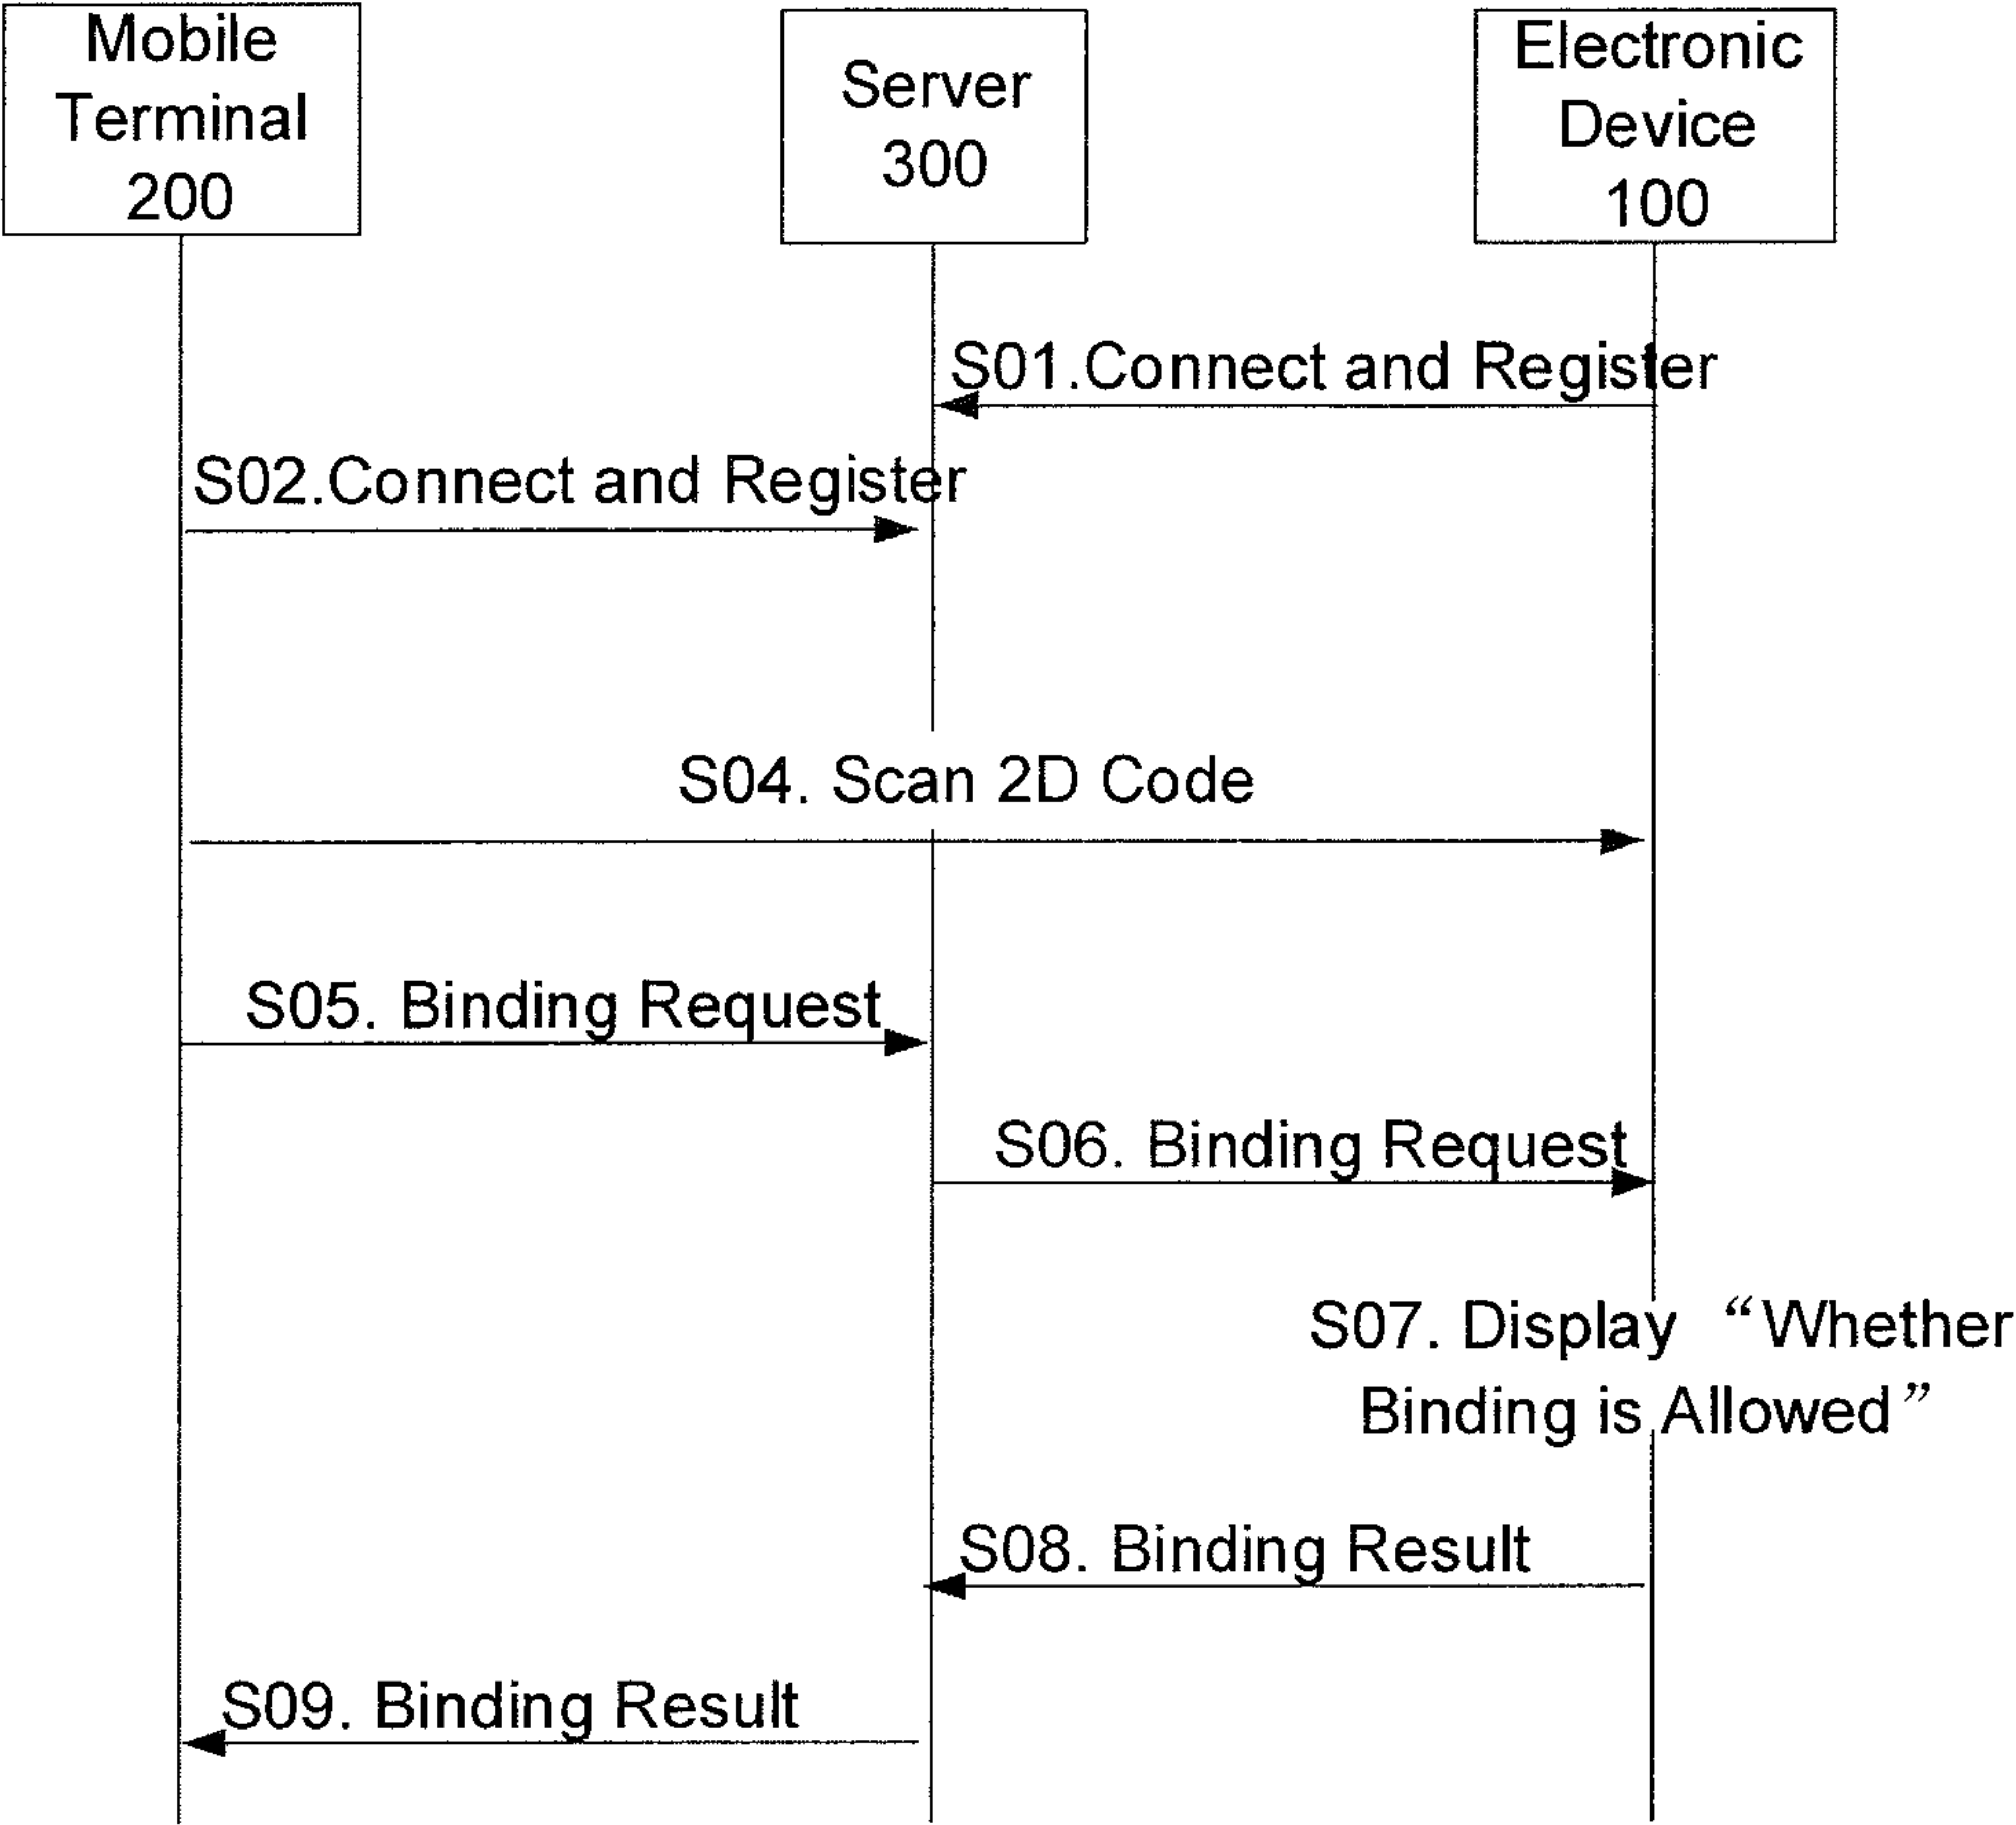 Mobile
Terminal
200
Server
300
Electronic
Device
100
S01.Connect and Register
S02.Connect and Register
S04. Scan 2D Code
S05. Binding Request
S06. Binding Request
S07. Display “Whether
Binding is Allowed”
S08. Binding Result
S09. Binding Result